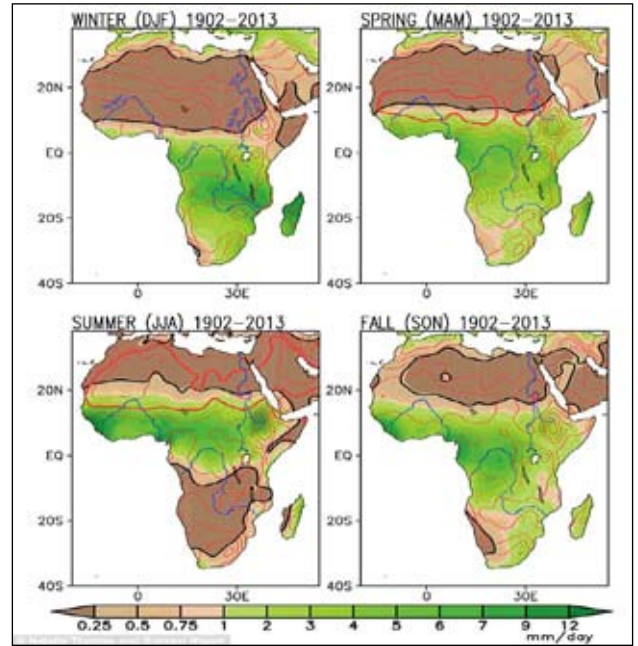 WINTER (DJF) 1902-2013
SPRING (MAM) 1902-2013
20N
EQ
20S
40S
0
30E
20N
EQ
20S
40S
0
30E
SUMMER (JJA) 1902-2013
FALL (SON) 1902-2013
20N
EQ
20S
40S
0
30E
20N
EQ
20S
40S
0
30E
0.25 0.5 0.75 1 2 3 4 5 6 7 9 12
mm/day